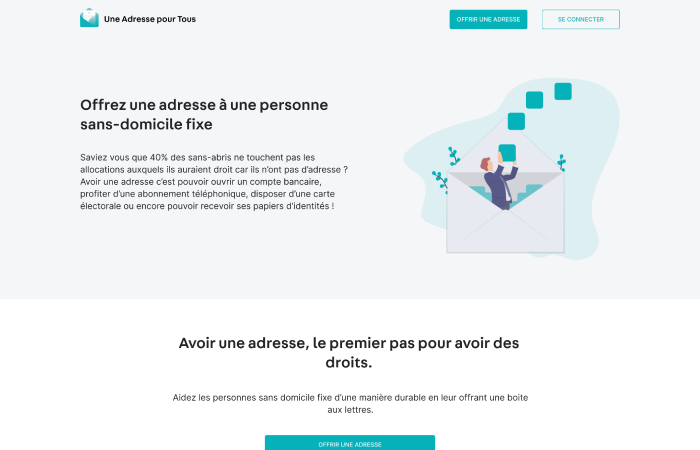 Une Adresse pour Tous
OFFRIR UNE ADRESSE
SE CONNECTER
Offrez une adresse à une personne
sans-domicile fixe
Saviez vous que 40% des sans-abris ne touchent pas les
allocations auxquels ils auraient droit car ils n'ont pas d'adresse ?
Avoir une adresse c'est pouvoir ouvrir un compte bancaire,
profiter d'une abonnement téléphonique, disposer d'une carte
électorale ou encore pouvoir recevoir ses papiers d'identités !
Avoir une adresse, le premier pas pour avoir des
droits.
Aidez les personnes sans domicile fixe d'une manière durable en leur offrant une boite
aux lettres.
OFFRIR UNE ADRESSE